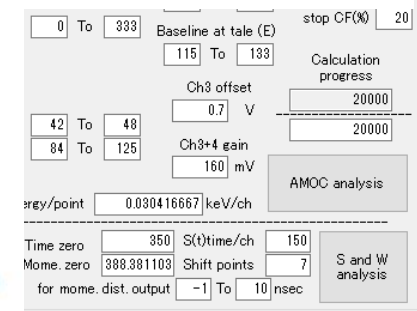 0 To 333
stop CF(%) 20
Baseline at tale (E)
115 To 133
Calculation
progress
20000
20000
Ch3 offset
0.7 V
42 To 48
84 To 125
Ch3+4 gain
160 mV
AMOC analysis
ergy/point 0.030416667 keV/ch
Time zero 350 S(t)time/ch 150
Mome. zero 388.381103 Shift points 7
S and W
analysis
for mome. dist. output -1 To 10 nsec